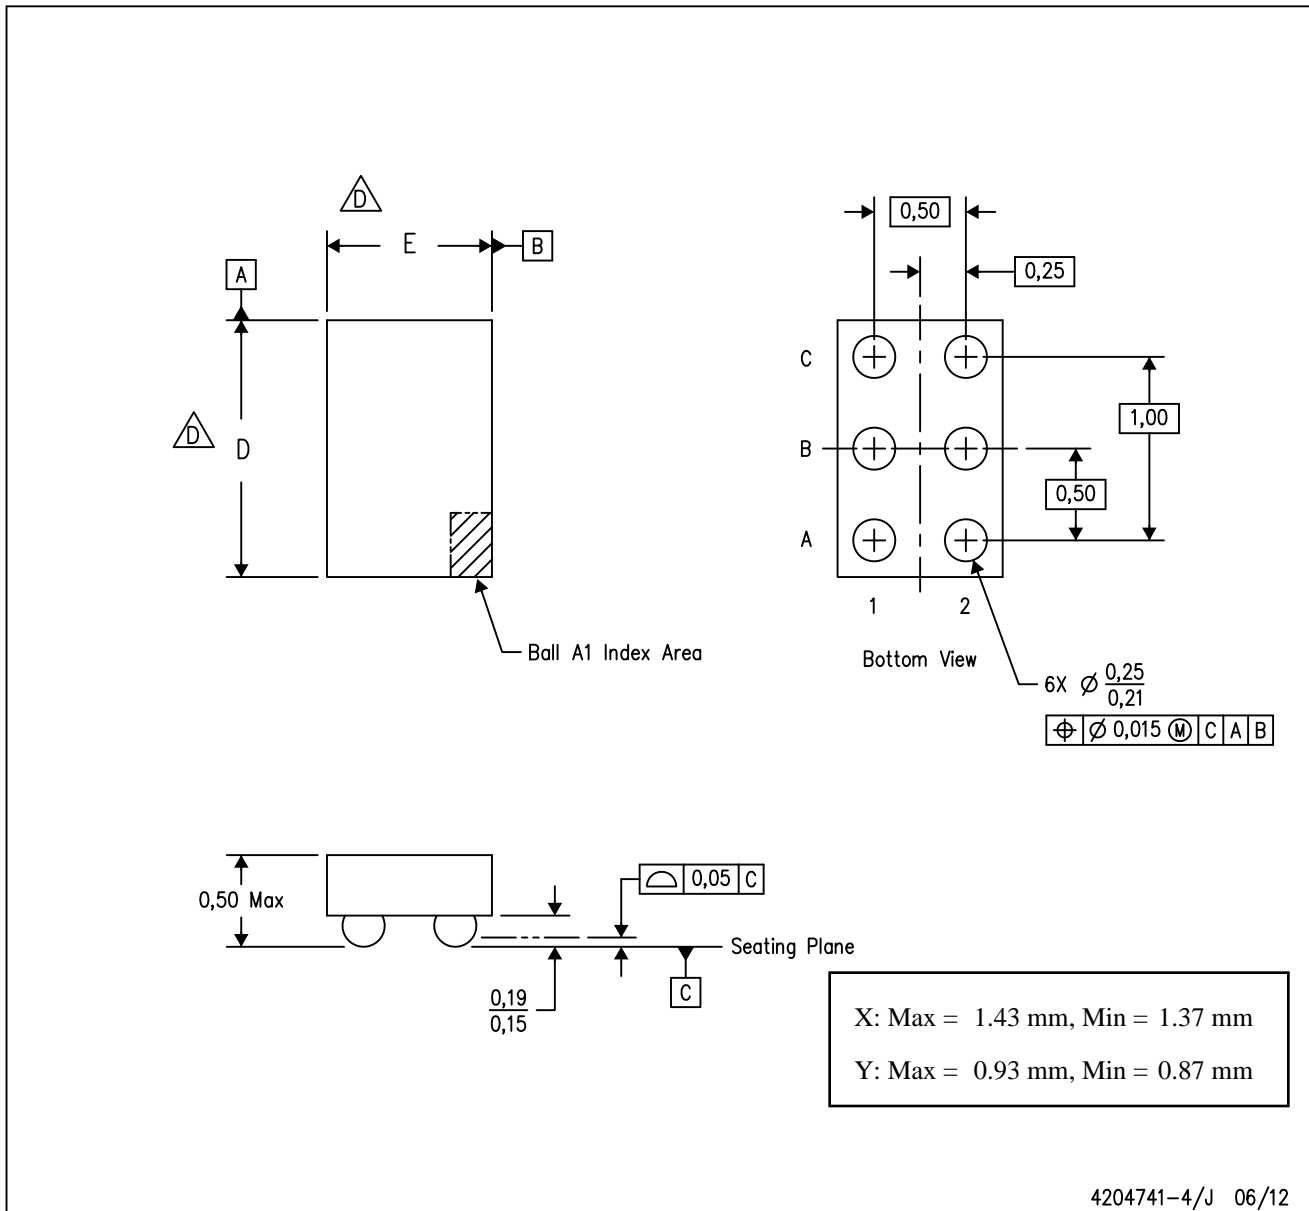 D
E
B
A
D
D
Ball A1 Index Area
0,50
0,25
C
B
A
1,00
0,50
1
2
Bottom View
6X Ø 0,25
0,21
⌖ Ø 0,015 Ⓜ C A B
0,50 Max
⌓ 0,05 C
Seating Plane
0,19
0,15
C
X: Max = 1.43 mm, Min = 1.37 mm
Y: Max = 0.93 mm, Min = 0.87 mm
4204741-4/J 06/12